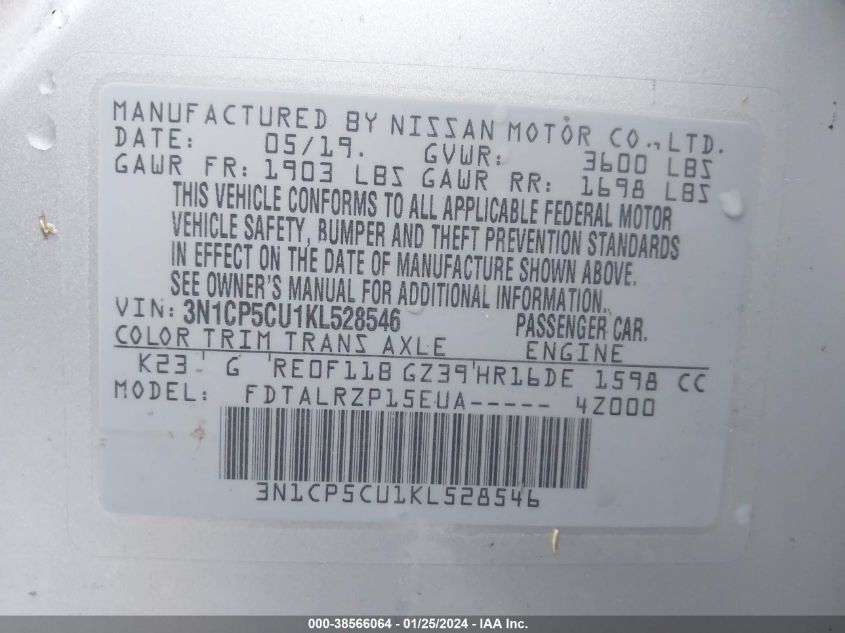 MANUFACTURED BY NISSAN MOTOR CO., LTD.
DATE: 05/19. GVWR: 3600 LBS
GAWR FR: 1903 LBS GAWR RR: 1698 LBS
THIS VEHICLE CONFORMS TO ALL APPLICABLE FEDERAL MOTOR
VEHICLE SAFETY, BUMPER AND THEFT PREVENTION STANDARDS
IN EFFECT ON THE DATE OF MANUFACTURE SHOWN ABOVE.
SEE OWNER'S MANUAL FOR ADDITIONAL INFORMATION.
VIN: 3N1CP5CU1KL528546 PASSENGER CAR.
COLOR TRIM TRANS AXLE ENGINE
K23 ' G 'RE0F11B GZ39'HR16DE 1598 CC
MODEL: FDTALRZP15EUA----- 4Z000
3N1CP5CU1KL528546
000-38566064 - 01/25/2024 - IAA Inc.